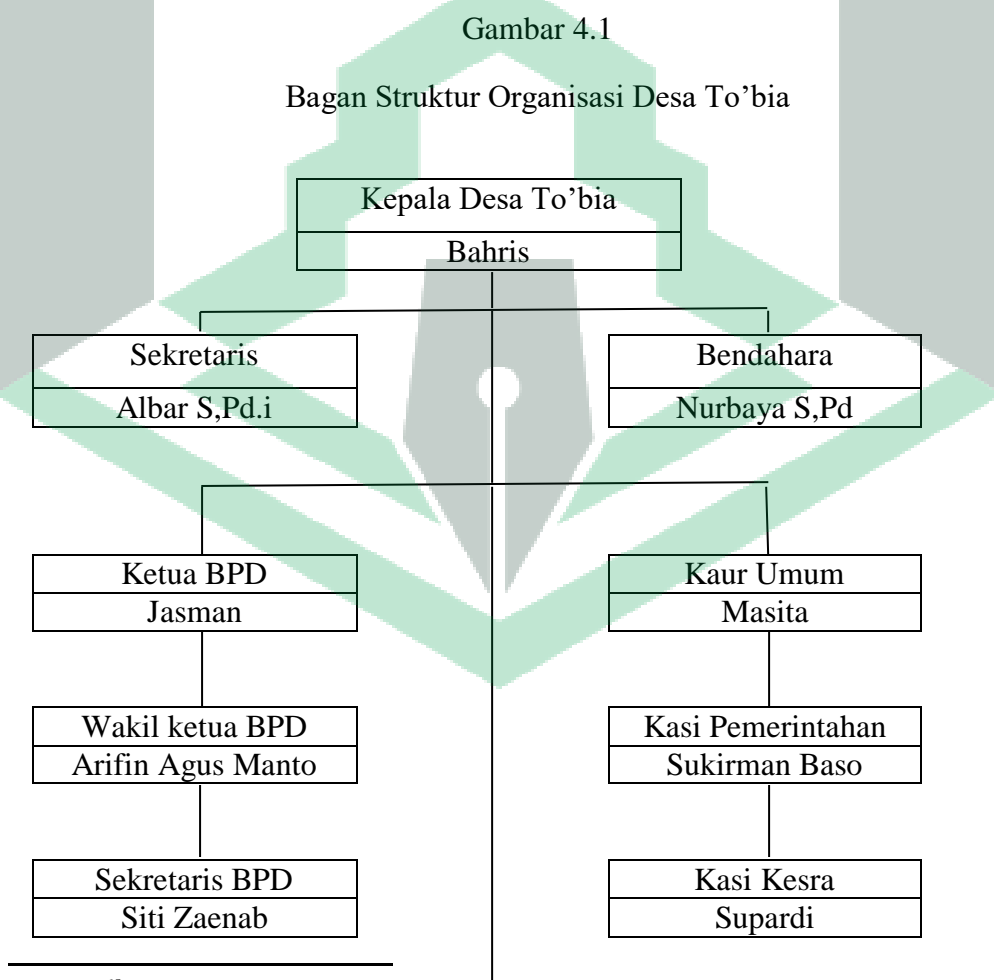 Gambar 4.1
Bagan Struktur Organisasi Desa To’bia
Kepala Desa To’bia
Bahris
Sekretaris
Albar S,Pd.i
Bendahara
Nurbaya S,Pd
Ketua BPD
Jasman
Kaur Umum
Masita
Wakil ketua BPD
Arifin Agus Manto
Kasi Pemerintahan
Sukirman Baso
Sekretaris BPD
Siti Zaenab
Kasi Kesra
Supardi